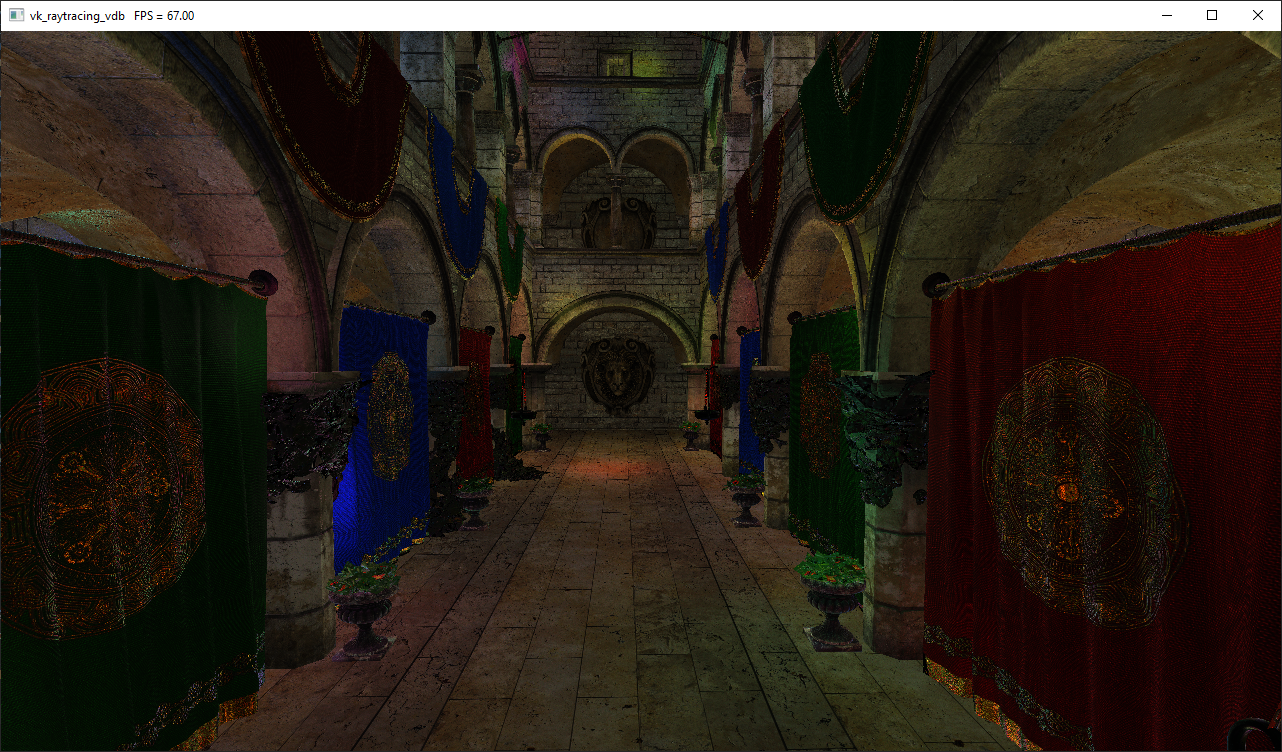 vk_raytracing_vdb FPS = 67.00